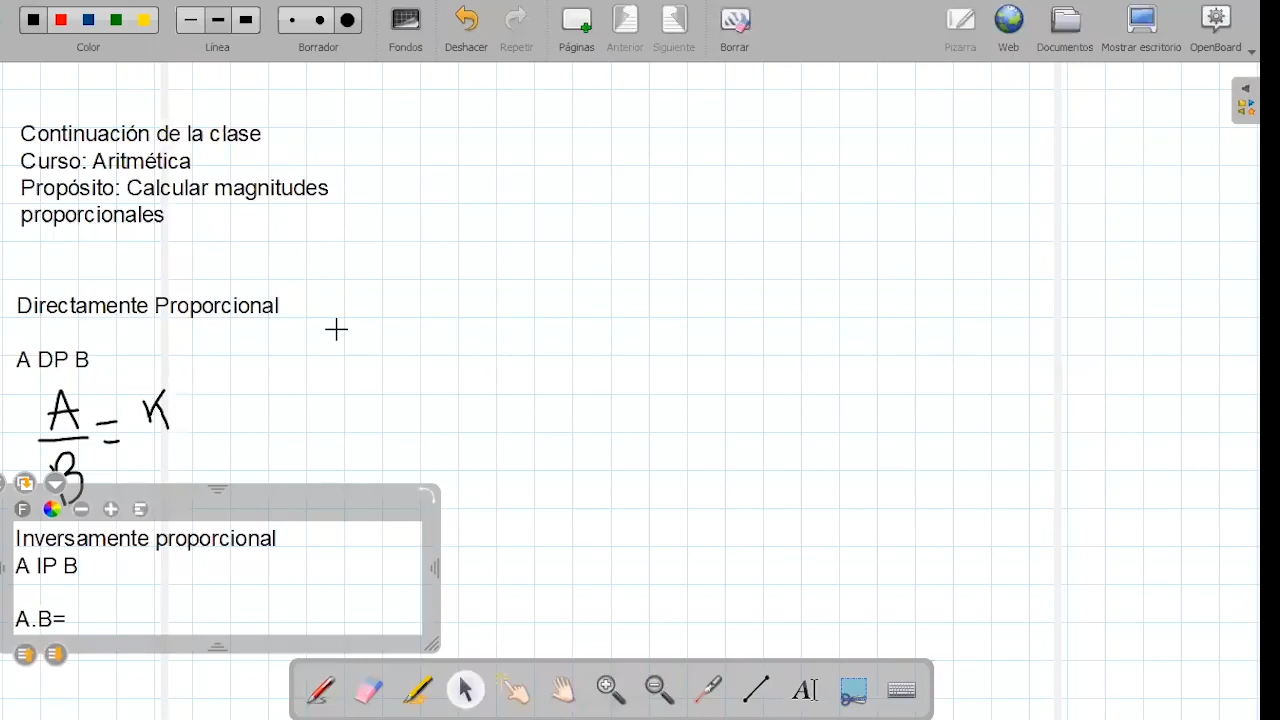 Color
Línea
Borrador
Fondos
Deshacer
Repetir
Páginas
Anterior
Siguiente
Borrar
Pizarra
Web
Documentos
Mostrar escritorio
OpenBoard
Continuación de la clase
Curso: Aritmética
Propósito: Calcular magnitudes
proporcionales
Directamente Proporcional
A DP B
A
= K
B
F
Inversamente proporcional
A IP B
A.B=
AI